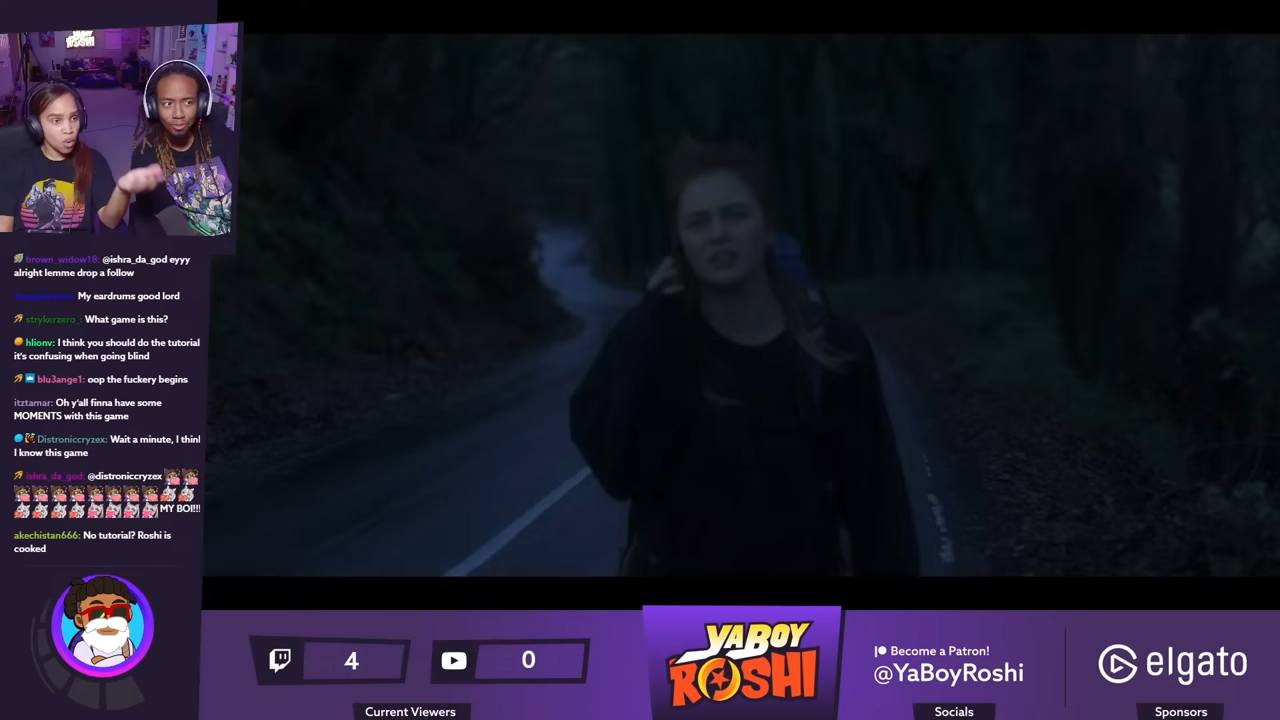 YABOY
ROSHI
brown_widow18: @ishra_da_god eyyy
alright lemme drop a follow
My eardrums good lord
strykerzero_: What game is this?
hlionv: I think you should do the tutorial
it's confusing when going blind
blu3ange1: oop the fuckery begins
itztamar: Oh y'all finna have some
MOMENTS with this game
Distroniccryzex: Wait a minute, I think
I know this game
ishra_da_god: @distroniccryzex
MY BOI!!!
akechistan666: No tutorial? Roshi is
cooked
4
0
Current Viewers
YABOY
ROSHI
Become a Patron!
@YaBoyRoshi
Socials
elgato
Sponsors